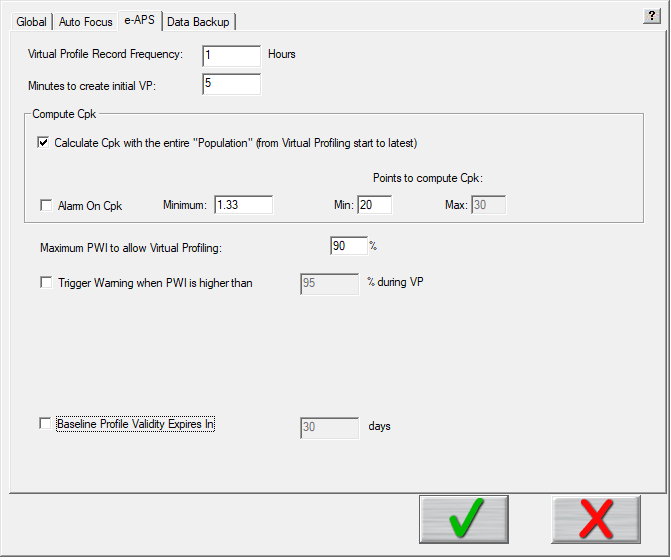 ?
Global Auto Focus e-APS Data Backup
Virtual Profile Record Frequency: 1 Hours
Minutes to create initial VP: 5
Compute Cpk
Calculate Cpk with the entire "Population" (from Virtual Profiling start to latest)
Points to compute Cpk:
Alarm On Cpk Minimum: 1.33 Min: 20 Max: 30
Maximum PWI to allow Virtual Profiling: 90 %
Trigger Warning when PWI is higher than 95 % during VP
Baseline Profile Validity Expires In 30 days